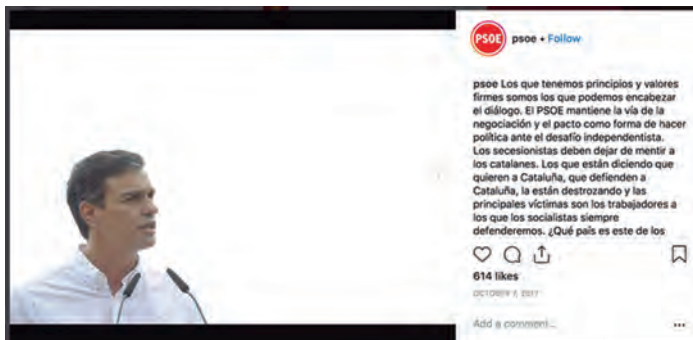 PSOE psoe • Follow
psoe Los que tenemos principios y valores
firmes somos los que podemos encabezar
el diálogo. El PSOE mantiene la vía de la
negociación y el pacto como forma de hacer
política ante el desafío independentista.
Los secesionistas deben dejar de mentir a
los catalanes. Los que están diciendo que
quieren a Cataluña, que defienden a
Cataluña, la están destrozando y las
principales víctimas son los trabajadores a
los que los socialistas siempre
defenderemos. ¿Qué país es este de los
614 likes
OCTOBER 7, 2017
Add a comment...